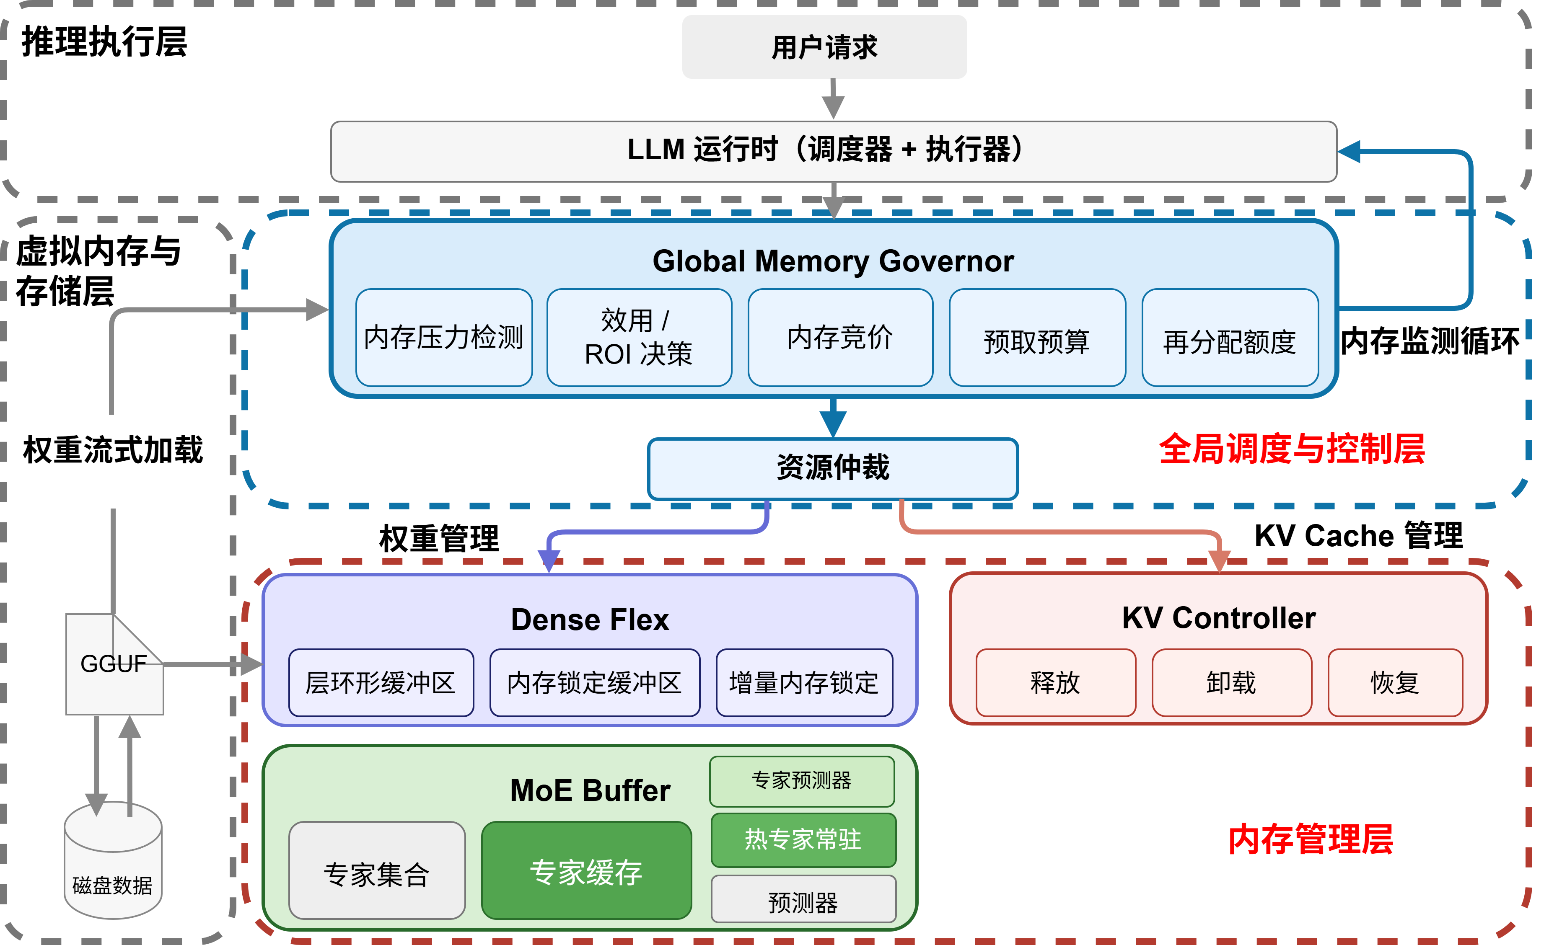 推理执行层
用户请求
LLM 运行时（调度器 + 执行器）
虚拟内存与
存储层
Global Memory Governor
内存压力检测
效用 /
ROI 决策
内存竞价
预取预算
再分配额度
内存监测循环
权重流式加载
资源仲裁
全局调度与控制层
权重管理
KV Cache 管理
GGUF
Dense Flex
层环形缓冲区
内存锁定缓冲区
增量内存锁定
KV Controller
释放
卸载
恢复
MoE Buffer
专家集合
专家缓存
专家预测器
热专家常驻
预测器
内存管理层
磁盘数据